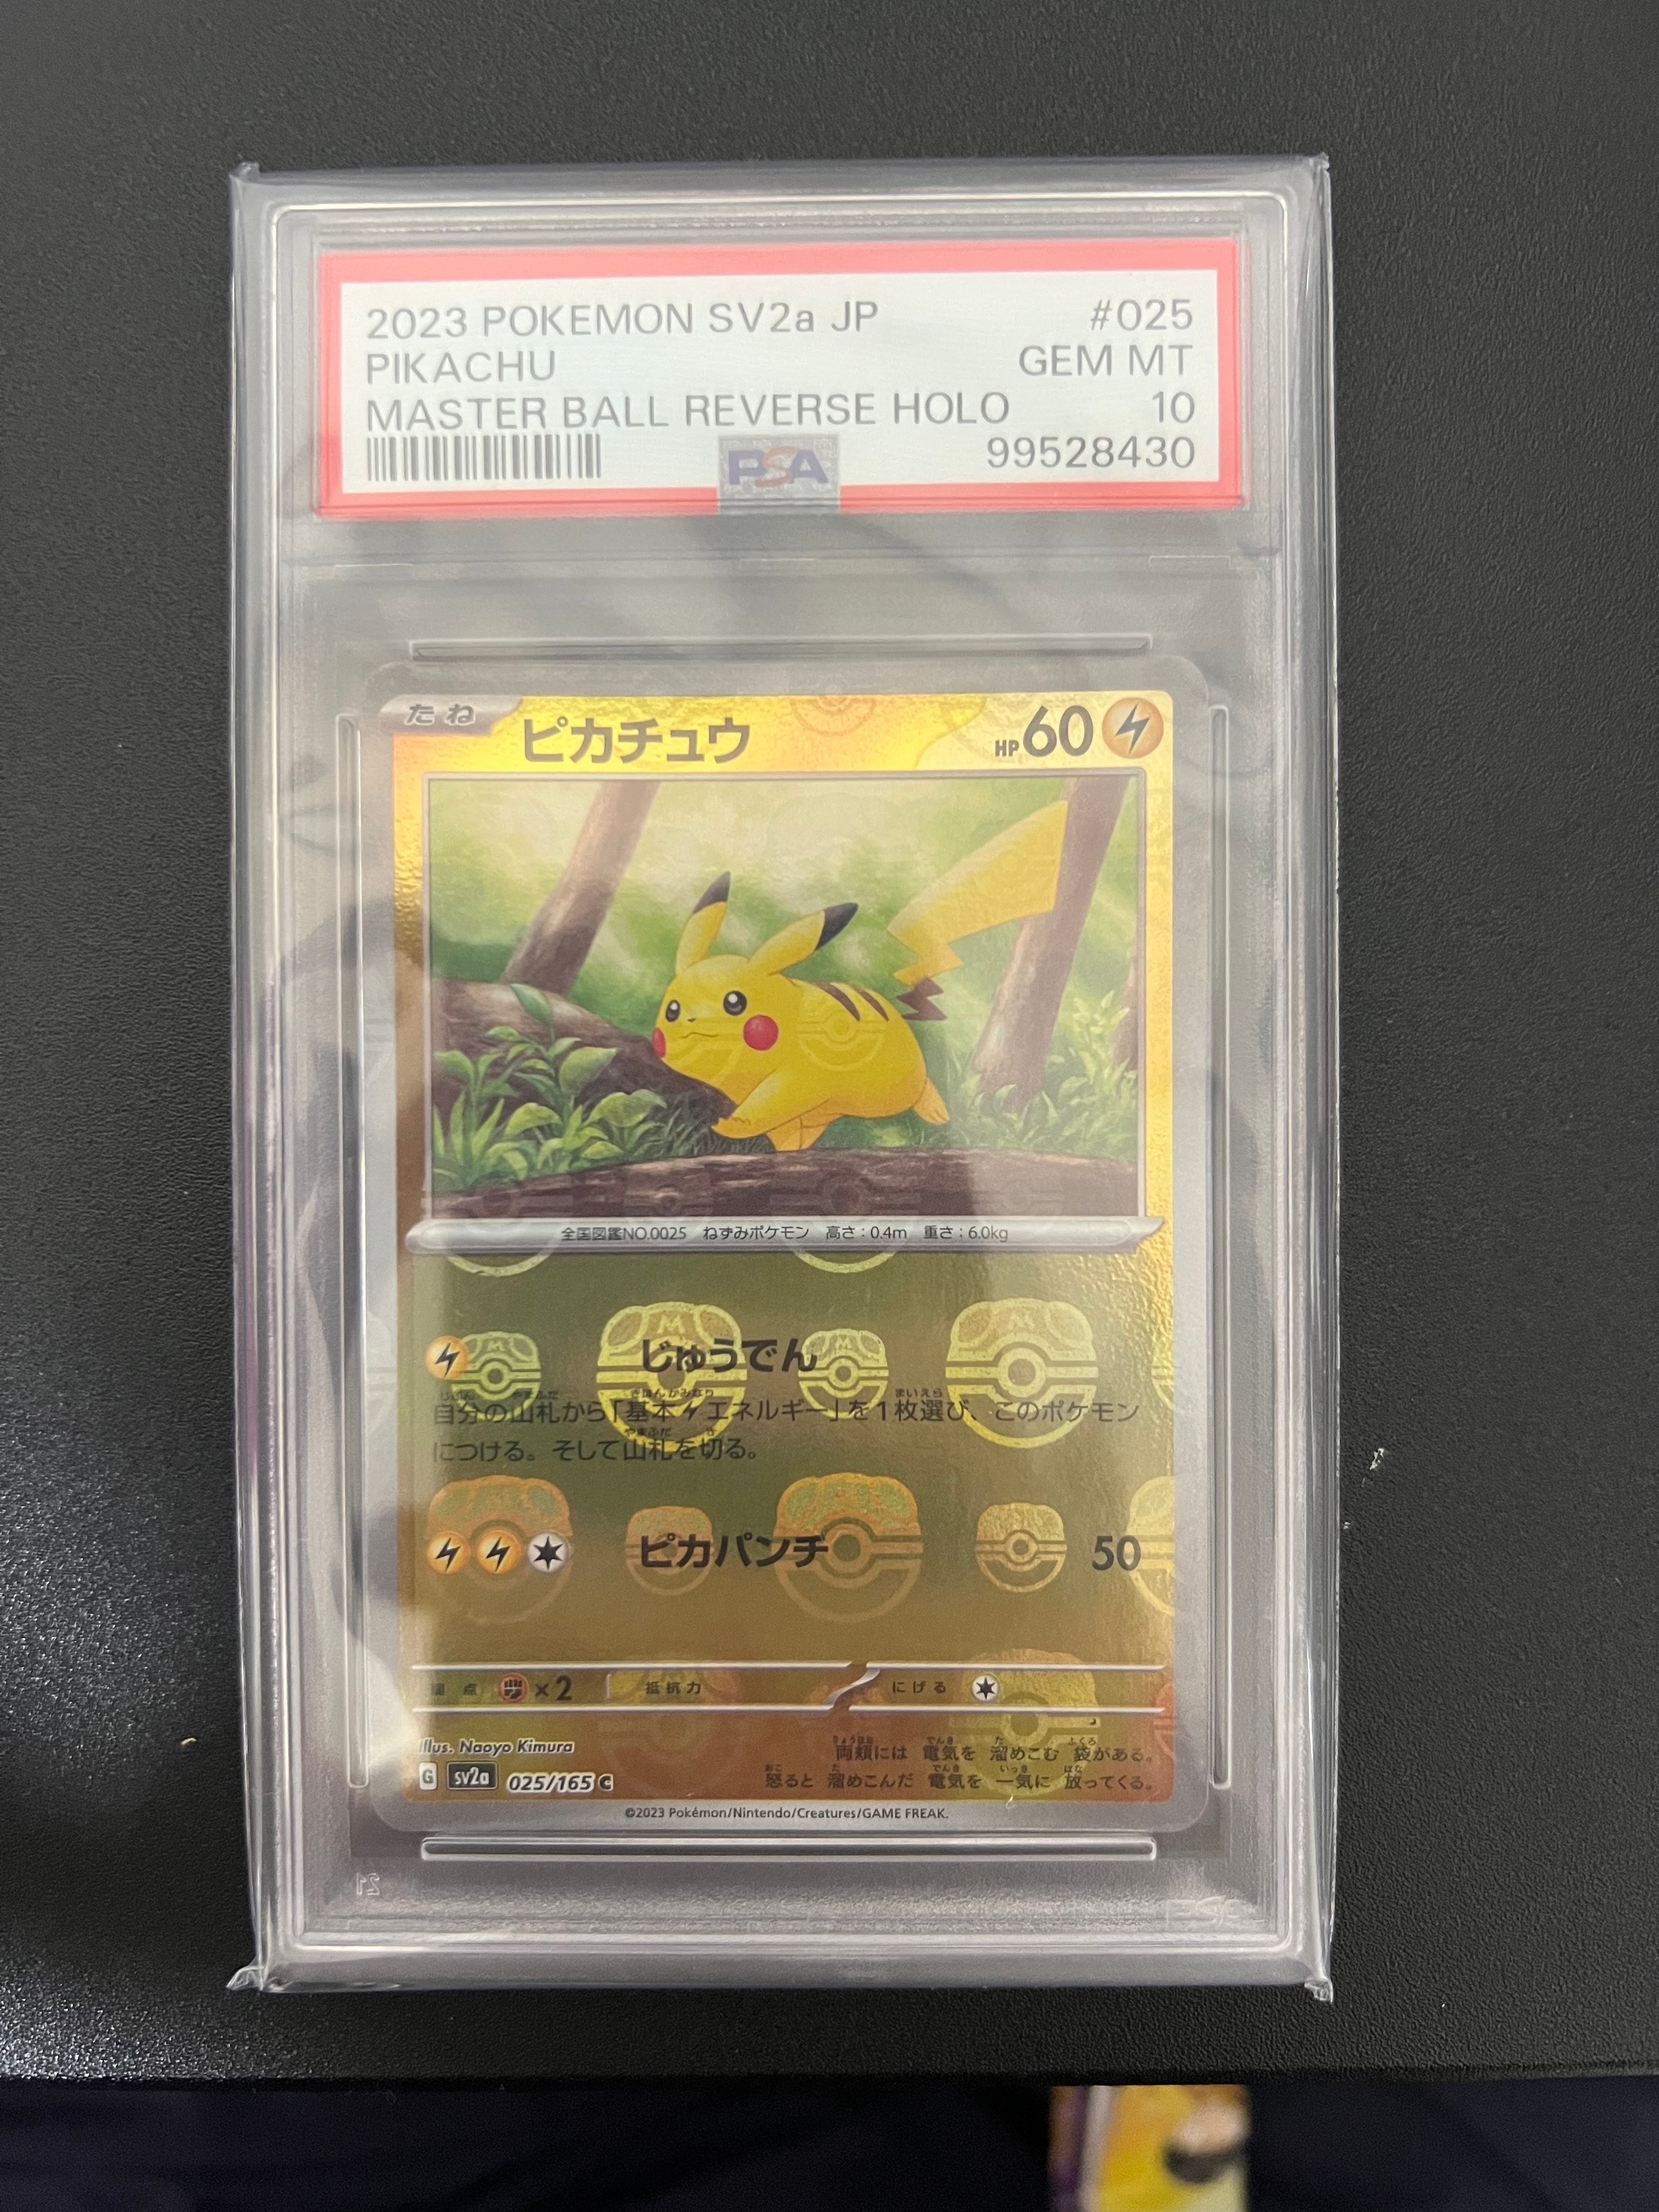 2023 POKEMON SV2a JP #025
PIKACHU GEM MT
MASTER BALL REVERSE HOLO 10
PSA 99528430
たね ピカチュウ HP60
全国図鑑NO.0025 ねずみポケモン 高さ:0.4m 重さ:6.0kg
じゅうでん
自分の山札から「基本エネルギー」を1枚選び、このポケモン
につける。そして山札を切る。
ピカパンチ 50
点 ×2 抵抗力 にげる
Illus. Naoyo Kimura
両頬には 電気を 溜めこむ 袋がある。
G sv2a 025/165 C
怒ると 溜めこんだ 電気を 一気に 放ってくる。
©2023 Pokémon/Nintendo/Creatures/GAME FREAK.